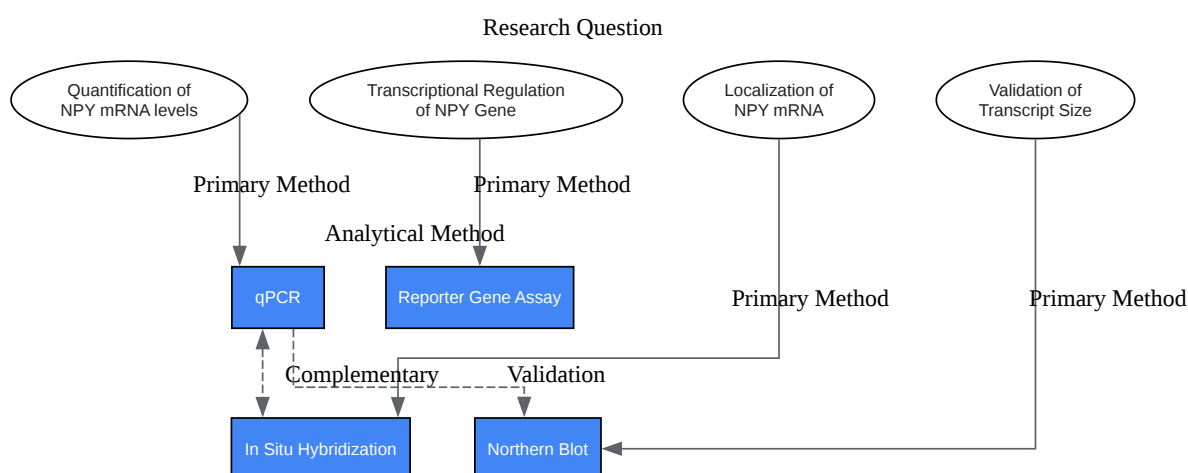 Research Question
Quantification of
NPY mRNA levels
Transcriptional Regulation
of NPY Gene
Localization of
NPY mRNA
Validation of
Transcript Size
Primary Method
Primary Method
Analytical Method
qPCR
Reporter Gene Assay
Primary Method
Primary Method
Complementary
Validation
In Situ Hybridization
Northern Blot